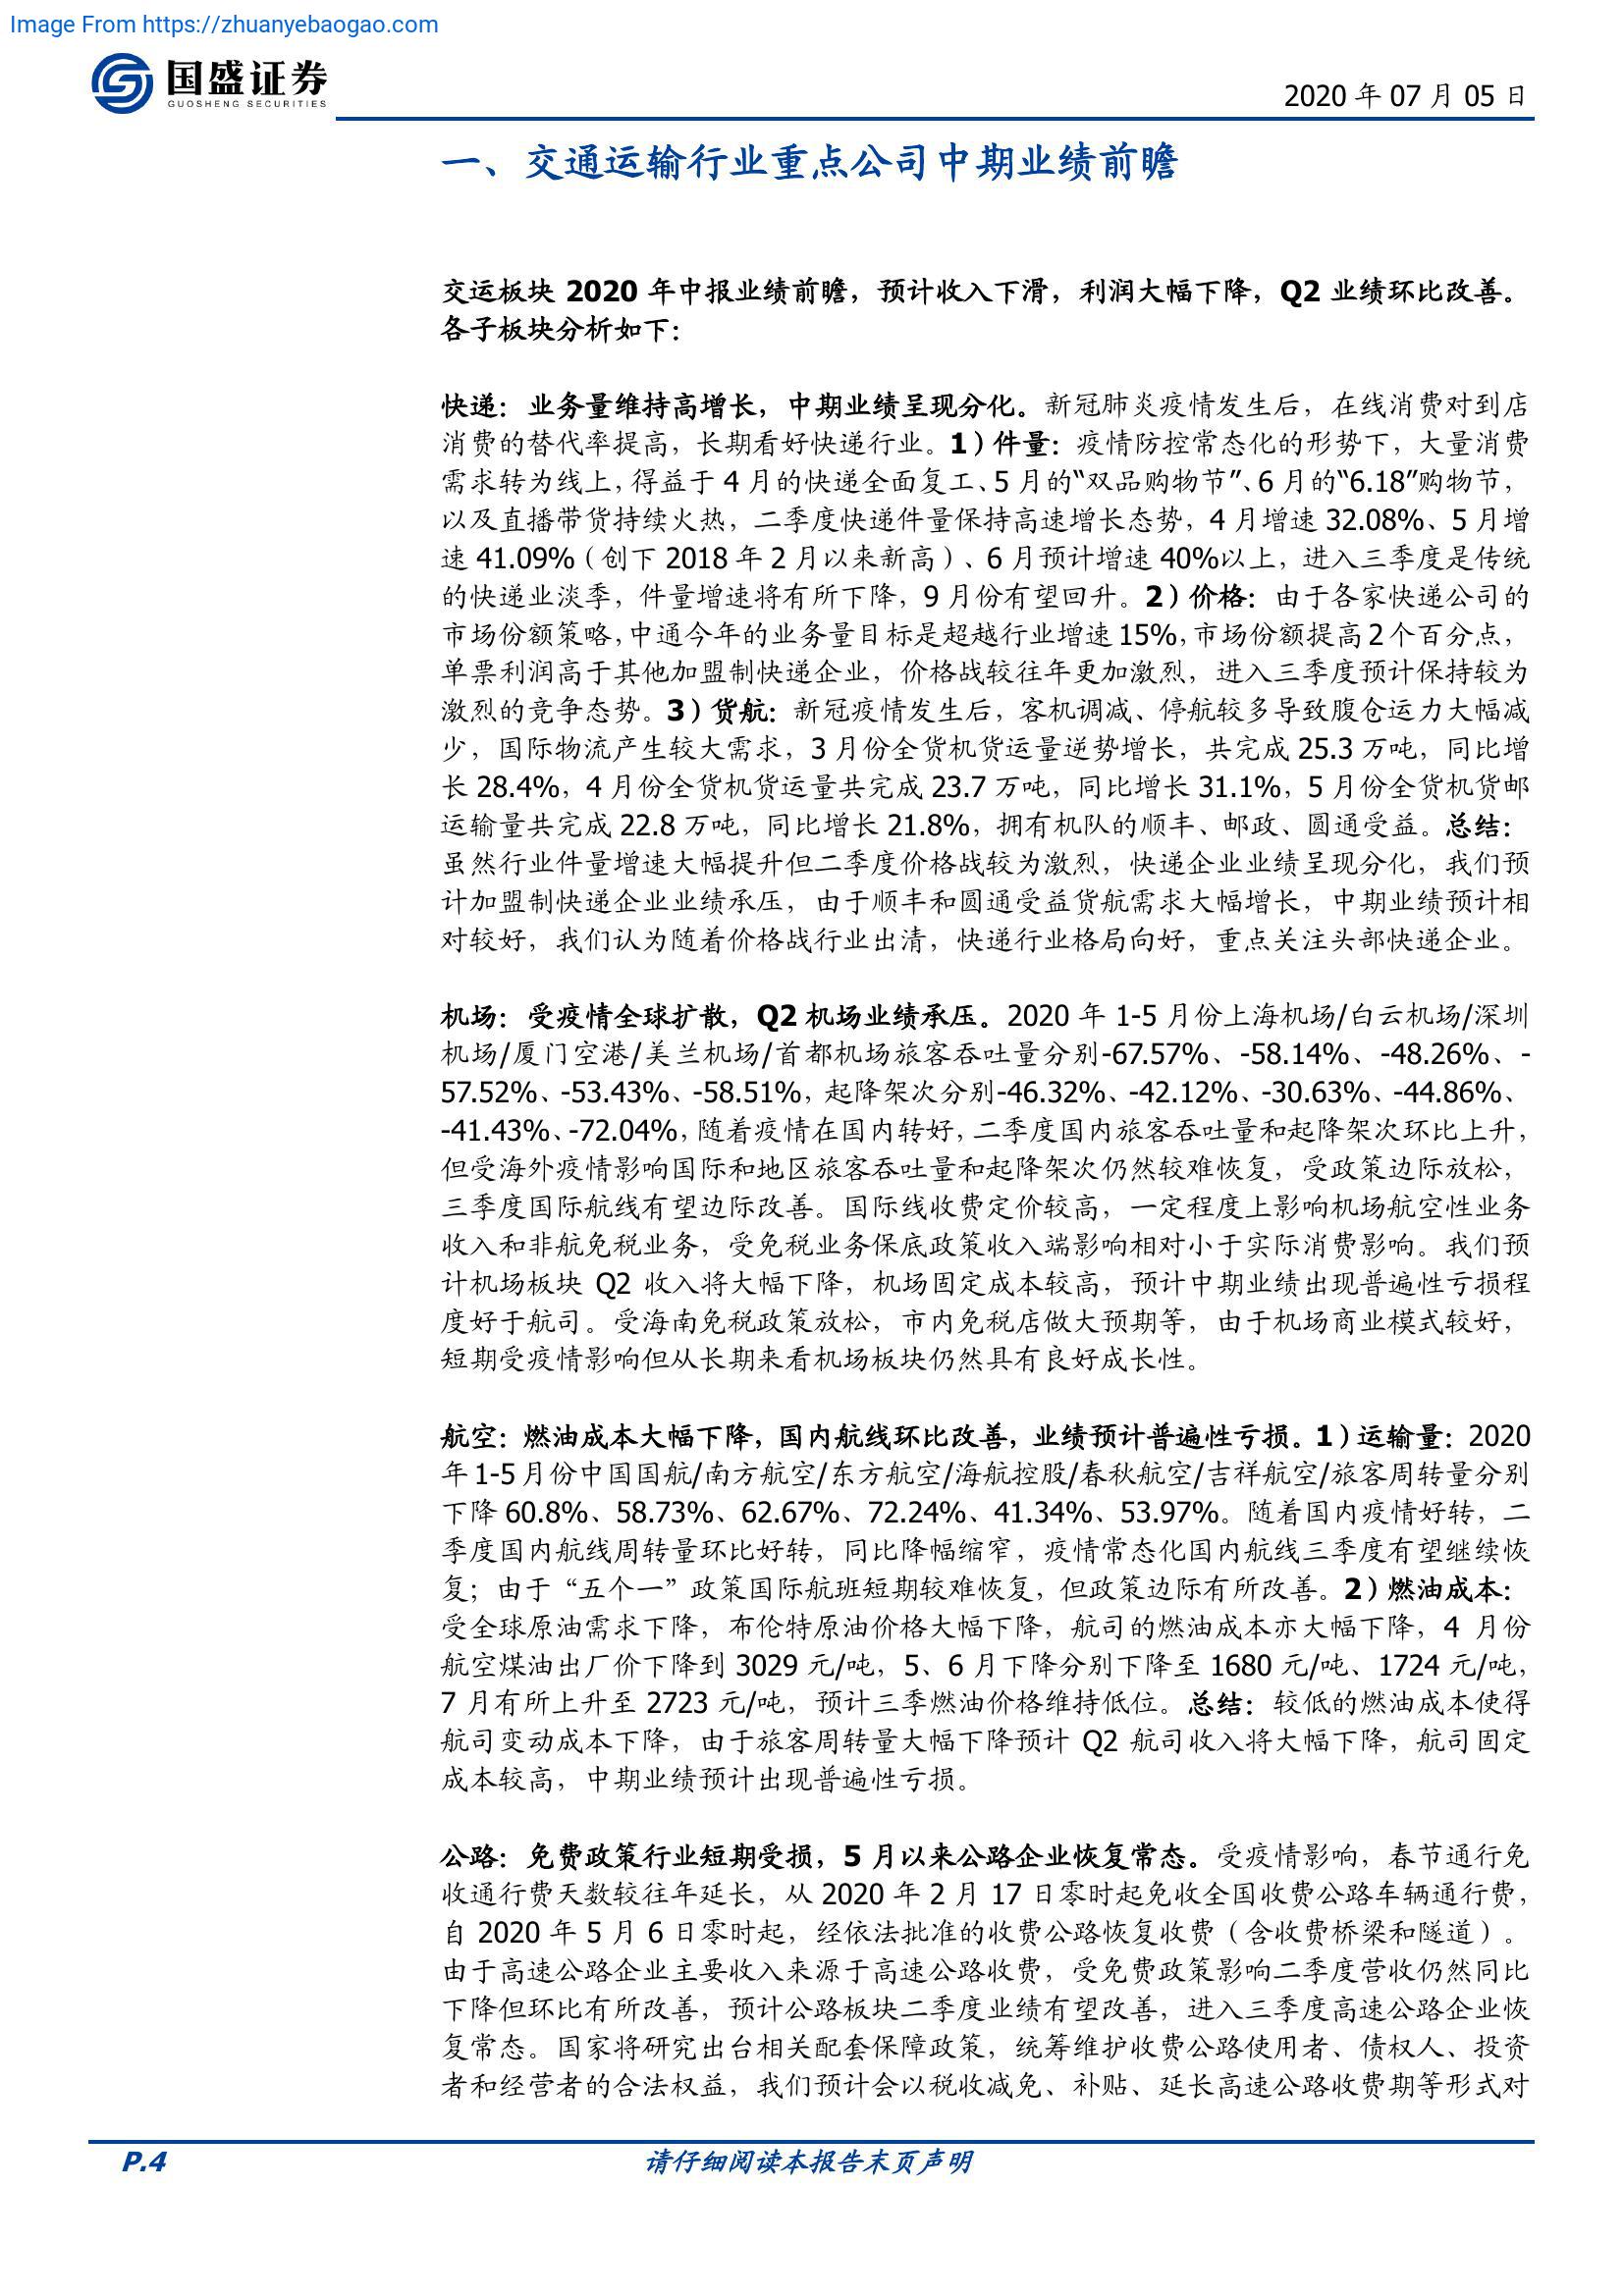 Image From https://zhuanyebaogao.com
国盛证券
GUOSHENG SECURITIES
2020 年 07 月 05 日
一、交通运输行业重点公司中期业绩前瞻
交运板块 2020 年中报业绩前瞻，预计收入下滑，利润大幅下降，Q2 业绩环比改善。
各子板块分析如下：
快递：业务量维持高增长，中期业绩呈现分化。新冠肺炎疫情发生后，在线消费对到店
消费的替代率提高，长期看好快递行业。1）件量：疫情防控常态化的形势下，大量消费
需求转为线上，得益于 4 月的快递全面复工、5 月的“双品购物节”、6 月的“6.18”购物节，
以及直播带货持续火热，二季度快递件量保持高速增长态势，4 月增速 32.08%、5 月增
速 41.09%（创下 2018 年 2 月以来新高）、6 月预计增速 40%以上，进入三季度是传统
的快递业淡季，件量增速将有所下降，9 月份有望回升。2）价格：由于各家快递公司的
市场份额策略，中通今年的业务量目标是超越行业增速 15%，市场份额提高 2 个百分点，
单票利润高于其他加盟制快递企业，价格战较往年更加激烈，进入三季度预计保持较为
激烈的竞争态势。3）货航：新冠疫情发生后，客机调减、停航较多导致腹仓运力大幅减
少，国际物流产生较大需求，3 月份全货机货运量逆势增长，共完成 25.3 万吨，同比增
长 28.4%，4 月份全货机货运量共完成 23.7 万吨，同比增长 31.1%，5 月份全货机货邮
运输量共完成 22.8 万吨，同比增长 21.8%，拥有机队的顺丰、邮政、圆通受益。总结：
虽然行业件量增速大幅提升但二季度价格战较为激烈，快递企业业绩呈现分化，我们预
计加盟制快递企业业绩承压，由于顺丰和圆通受益货航需求大幅增长，中期业绩预计相
对较好，我们认为随着价格战行业出清，快递行业格局向好，重点关注头部快递企业。
机场：受疫情全球扩散，Q2 机场业绩承压。2020 年 1-5 月份上海机场/白云机场/深圳
机场/厦门空港/美兰机场/首都机场旅客吞吐量分别-67.57%、-58.14%、-48.26%、-
57.52%、-53.43%、-58.51%，起降架次分别-46.32%、-42.12%、-30.63%、-44.86%、
-41.43%、-72.04%，随着疫情在国内转好，二季度国内旅客吞吐量和起降架次环比上升，
但受海外疫情影响国际和地区旅客吞吐量和起降架次仍然较难恢复，受政策边际放松，
三季度国际航线有望边际改善。国际线收费定价较高，一定程度上影响机场航空性业务
收入和非航免税业务，受免税业务保底政策收入端影响相对小于实际消费影响。我们预
计机场板块 Q2 收入将大幅下降，机场固定成本较高，预计中期业绩出现普遍性亏损程
度好于航司。受海南免税政策放松，市内免税店做大预期等，由于机场商业模式较好，
短期受疫情影响但从长期来看机场板块仍然具有良好成长性。
航空：燃油成本大幅下降，国内航线环比改善，业绩预计普遍性亏损。1）运输量：2020
年 1-5 月份中国国航/南方航空/东方航空/海航控股/春秋航空/吉祥航空/旅客周转量分别
下降 60.8%、58.73%、62.67%、72.24%、41.34%、53.97%。随着国内疫情好转，二
季度国内航线周转量环比好转，同比降幅缩窄，疫情常态化国内航线三季度有望继续恢
复；由于“五个一”政策国际航班短期较难恢复，但政策边际有所改善。2）燃油成本：
受全球原油需求下降，布伦特原油价格大幅下降，航司的燃油成本亦大幅下降，4 月份
航空煤油出厂价下降到 3029 元/吨，5、6 月下降分别下降至 1680 元/吨、1724 元/吨，
7 月有所上升至 2723 元/吨，预计三季燃油价格维持低位。总结：较低的燃油成本使得
航司变动成本下降，由于旅客周转量大幅下降预计 Q2 航司收入将大幅下降，航司固定
成本较高，中期业绩预计出现普遍性亏损。
公路：免费政策行业短期受损，5 月以来公路企业恢复常态。受疫情影响，春节通行免
收通行费天数较往年延长，从 2020 年 2 月 17 日零时起免收全国收费公路车辆通行费，
自 2020 年 5 月 6 日零时起，经依法批准的收费公路恢复收费（含收费桥梁和隧道）。
由于高速公路企业主要收入来源于高速公路收费，受免费政策影响二季度营收仍然同比
下降但环比有所改善，预计公路板块二季度业绩有望改善，进入三季度高速公路企业恢
复常态。国家将研究出台相关配套保障政策，统筹维护收费公路使用者、债权人、投资
者和经营者的合法权益，我们预计会以税收减免、补贴、延长高速公路收费期等形式对
P.4
请仔细阅读本报告末页声明